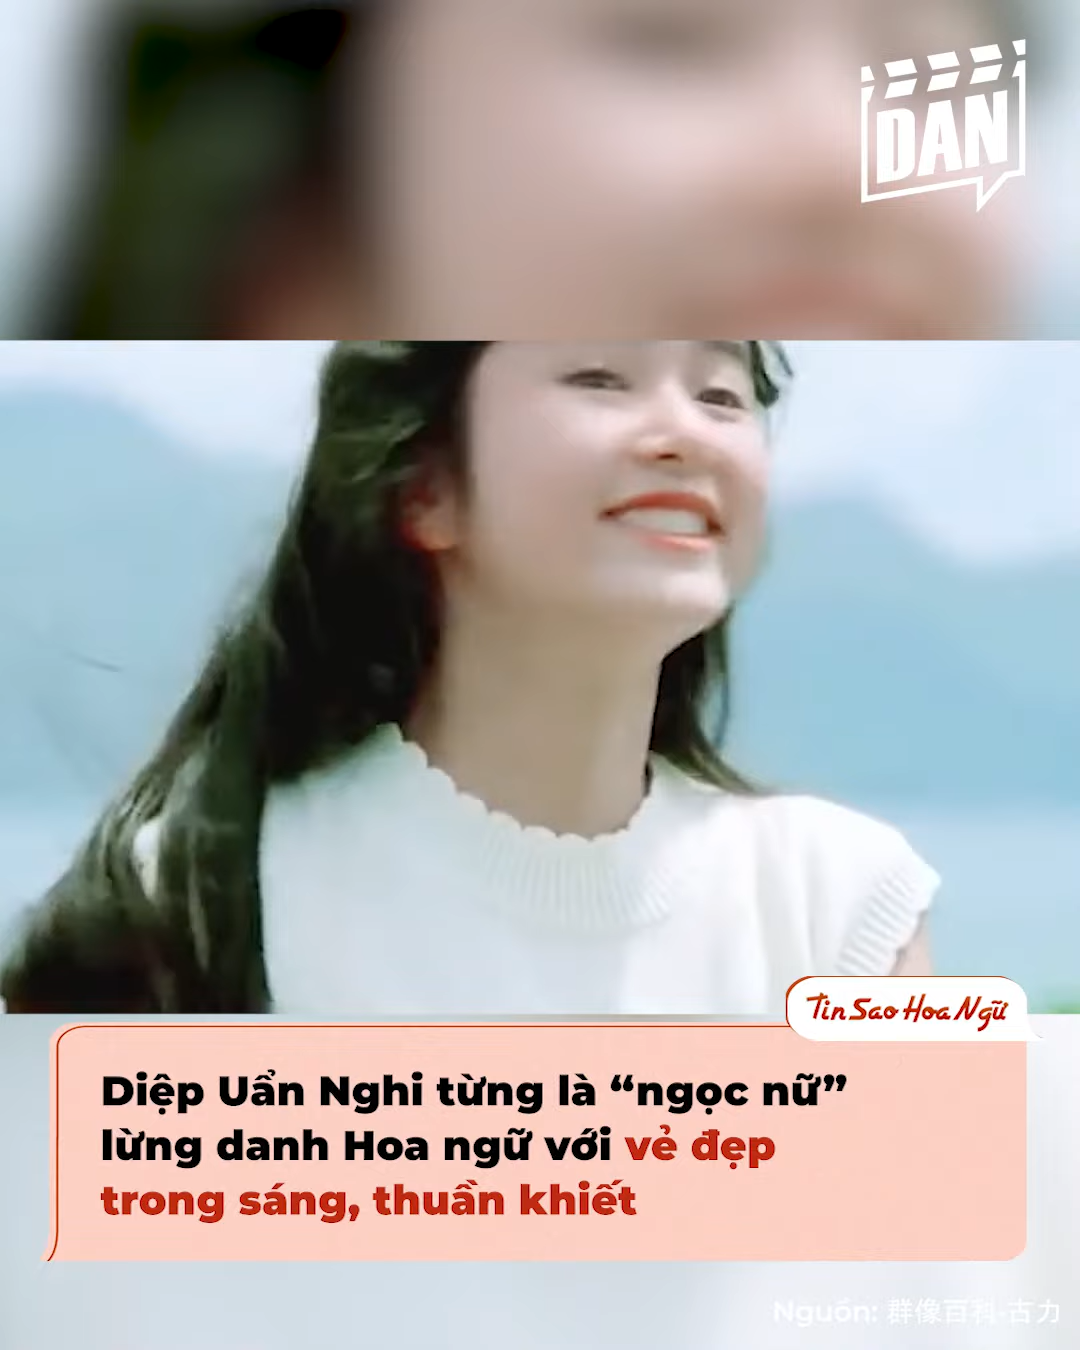 DAN
Tin Sao Hoa Ngữ
Diệp Uẩn Nghi từng là “ngọc nữ”
lừng danh Hoa ngữ với vẻ đẹp
trong sáng, thuần khiết
Nguồn: 群像百科-古力